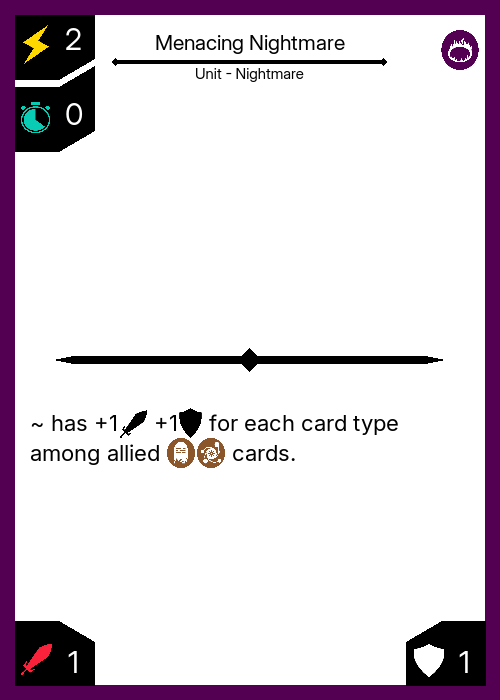 2
Menacing Nightmare
Unit - Nightmare
0
~ has +1 +1 for each card type
among allied cards.
1
1